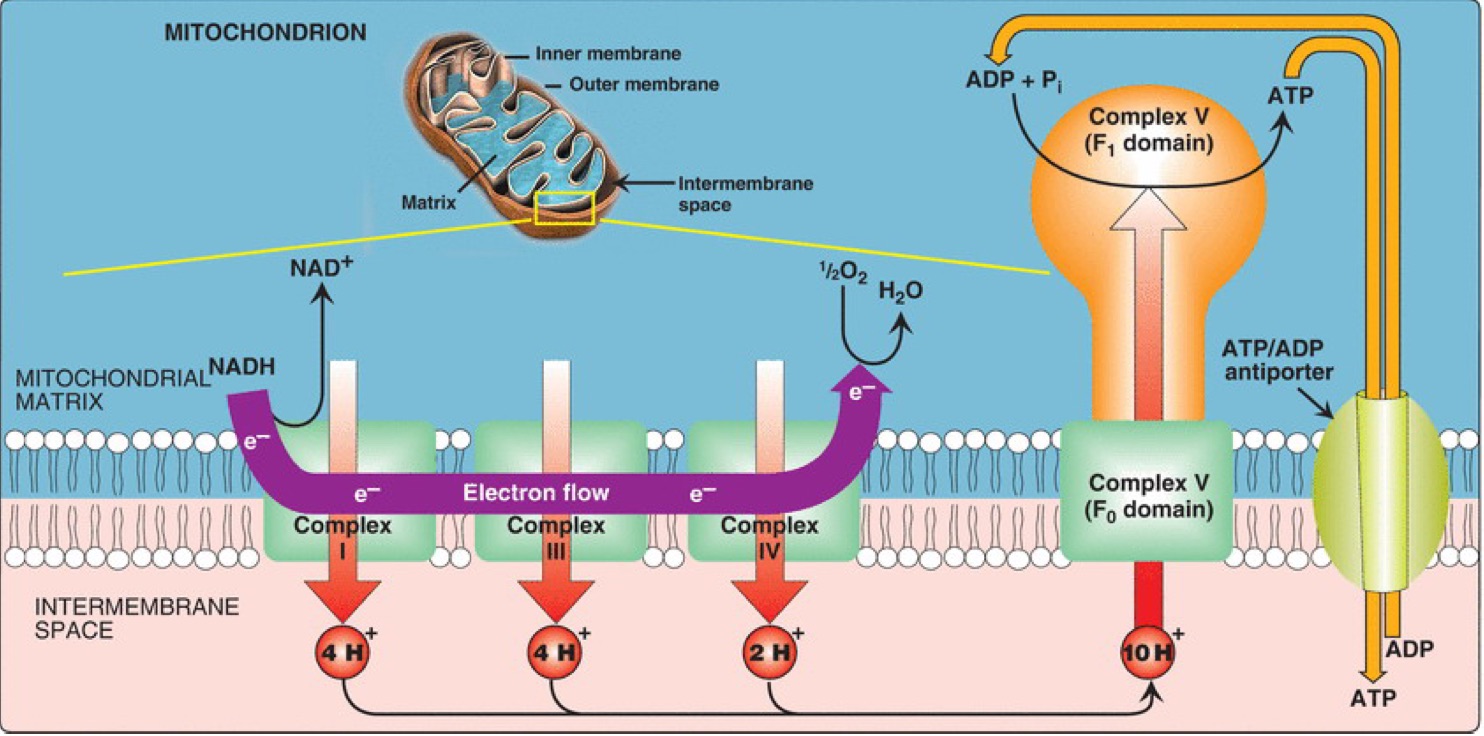 MITOCHONDRION
Inner membrane
Outer membrane
Matrix
Intermembrane
space
ADP + Pi
ATP
Complex V
(F1 domain)
NAD+
NADH
1/2O2
H2O
MITOCHONDRIAL
MATRIX
ATP/ADP
antiporter
e–
e–
Electron flow
e–
e–
Complex
I
Complex
III
Complex
IV
Complex V
(F0 domain)
INTERMEMBRANE
SPACE
4 H+
4 H+
2 H+
10 H+
ADP
ATP